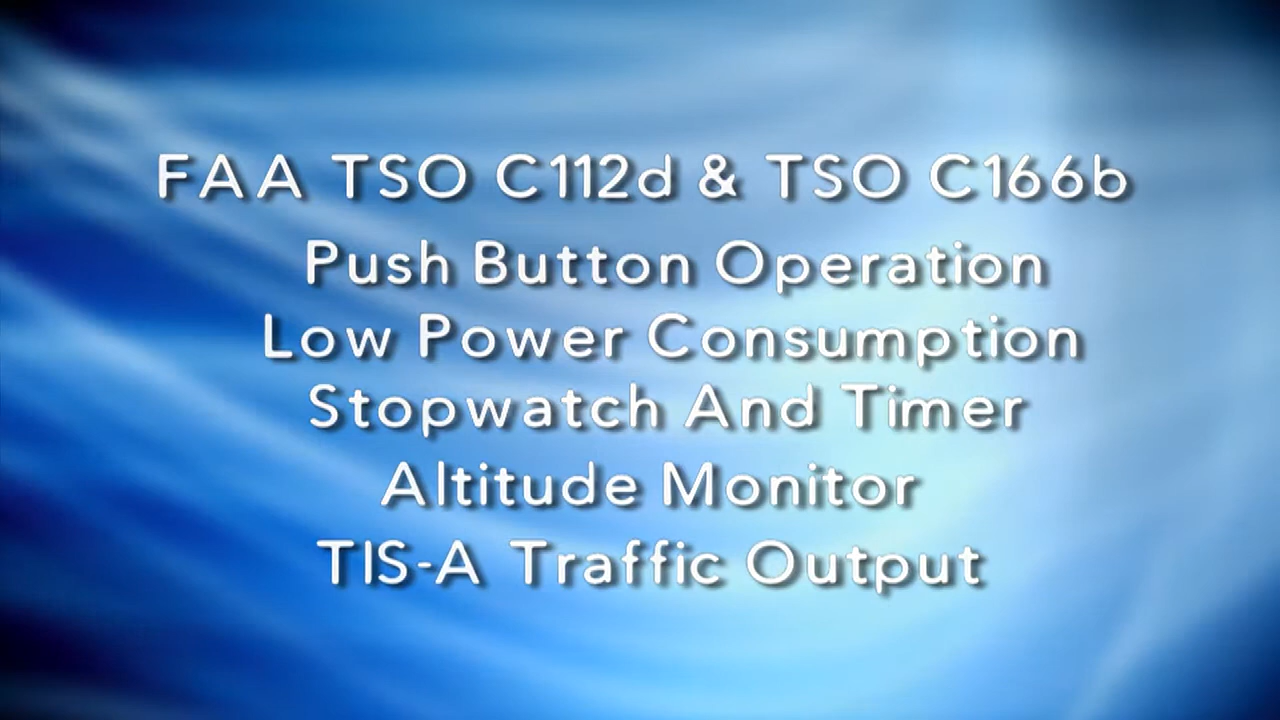 FAA TSO C112d & TSO C166b
Push Button Operation
Low Power Consumption
Stopwatch And Timer
Altitude Monitor
TIS-A Traffic Output